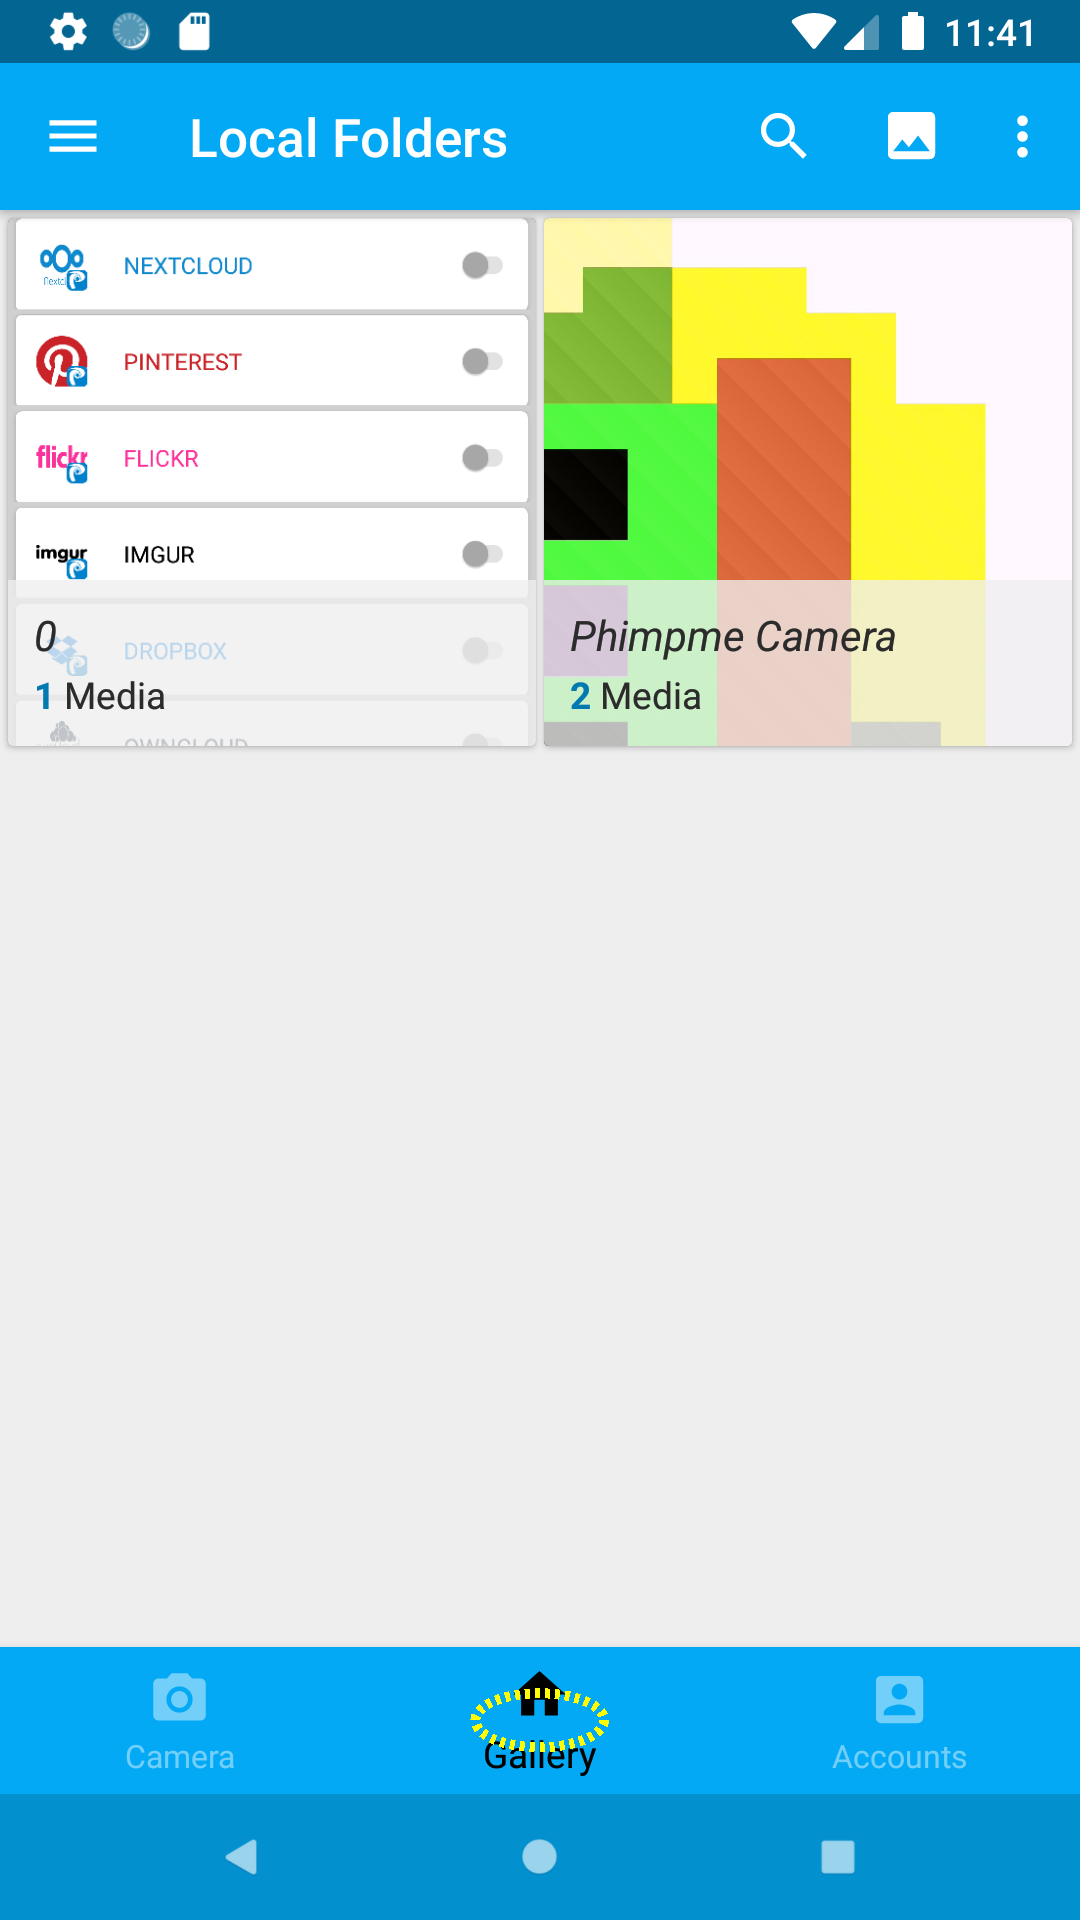 11:41
Local Folders
NEXTCLOUD
PINTEREST
flickr FLICKR
imgur IMGUR
0
DROPBOX
1 Media
OWNCLOUD
Phimpme Camera
2 Media
Camera
Gallery
Accounts